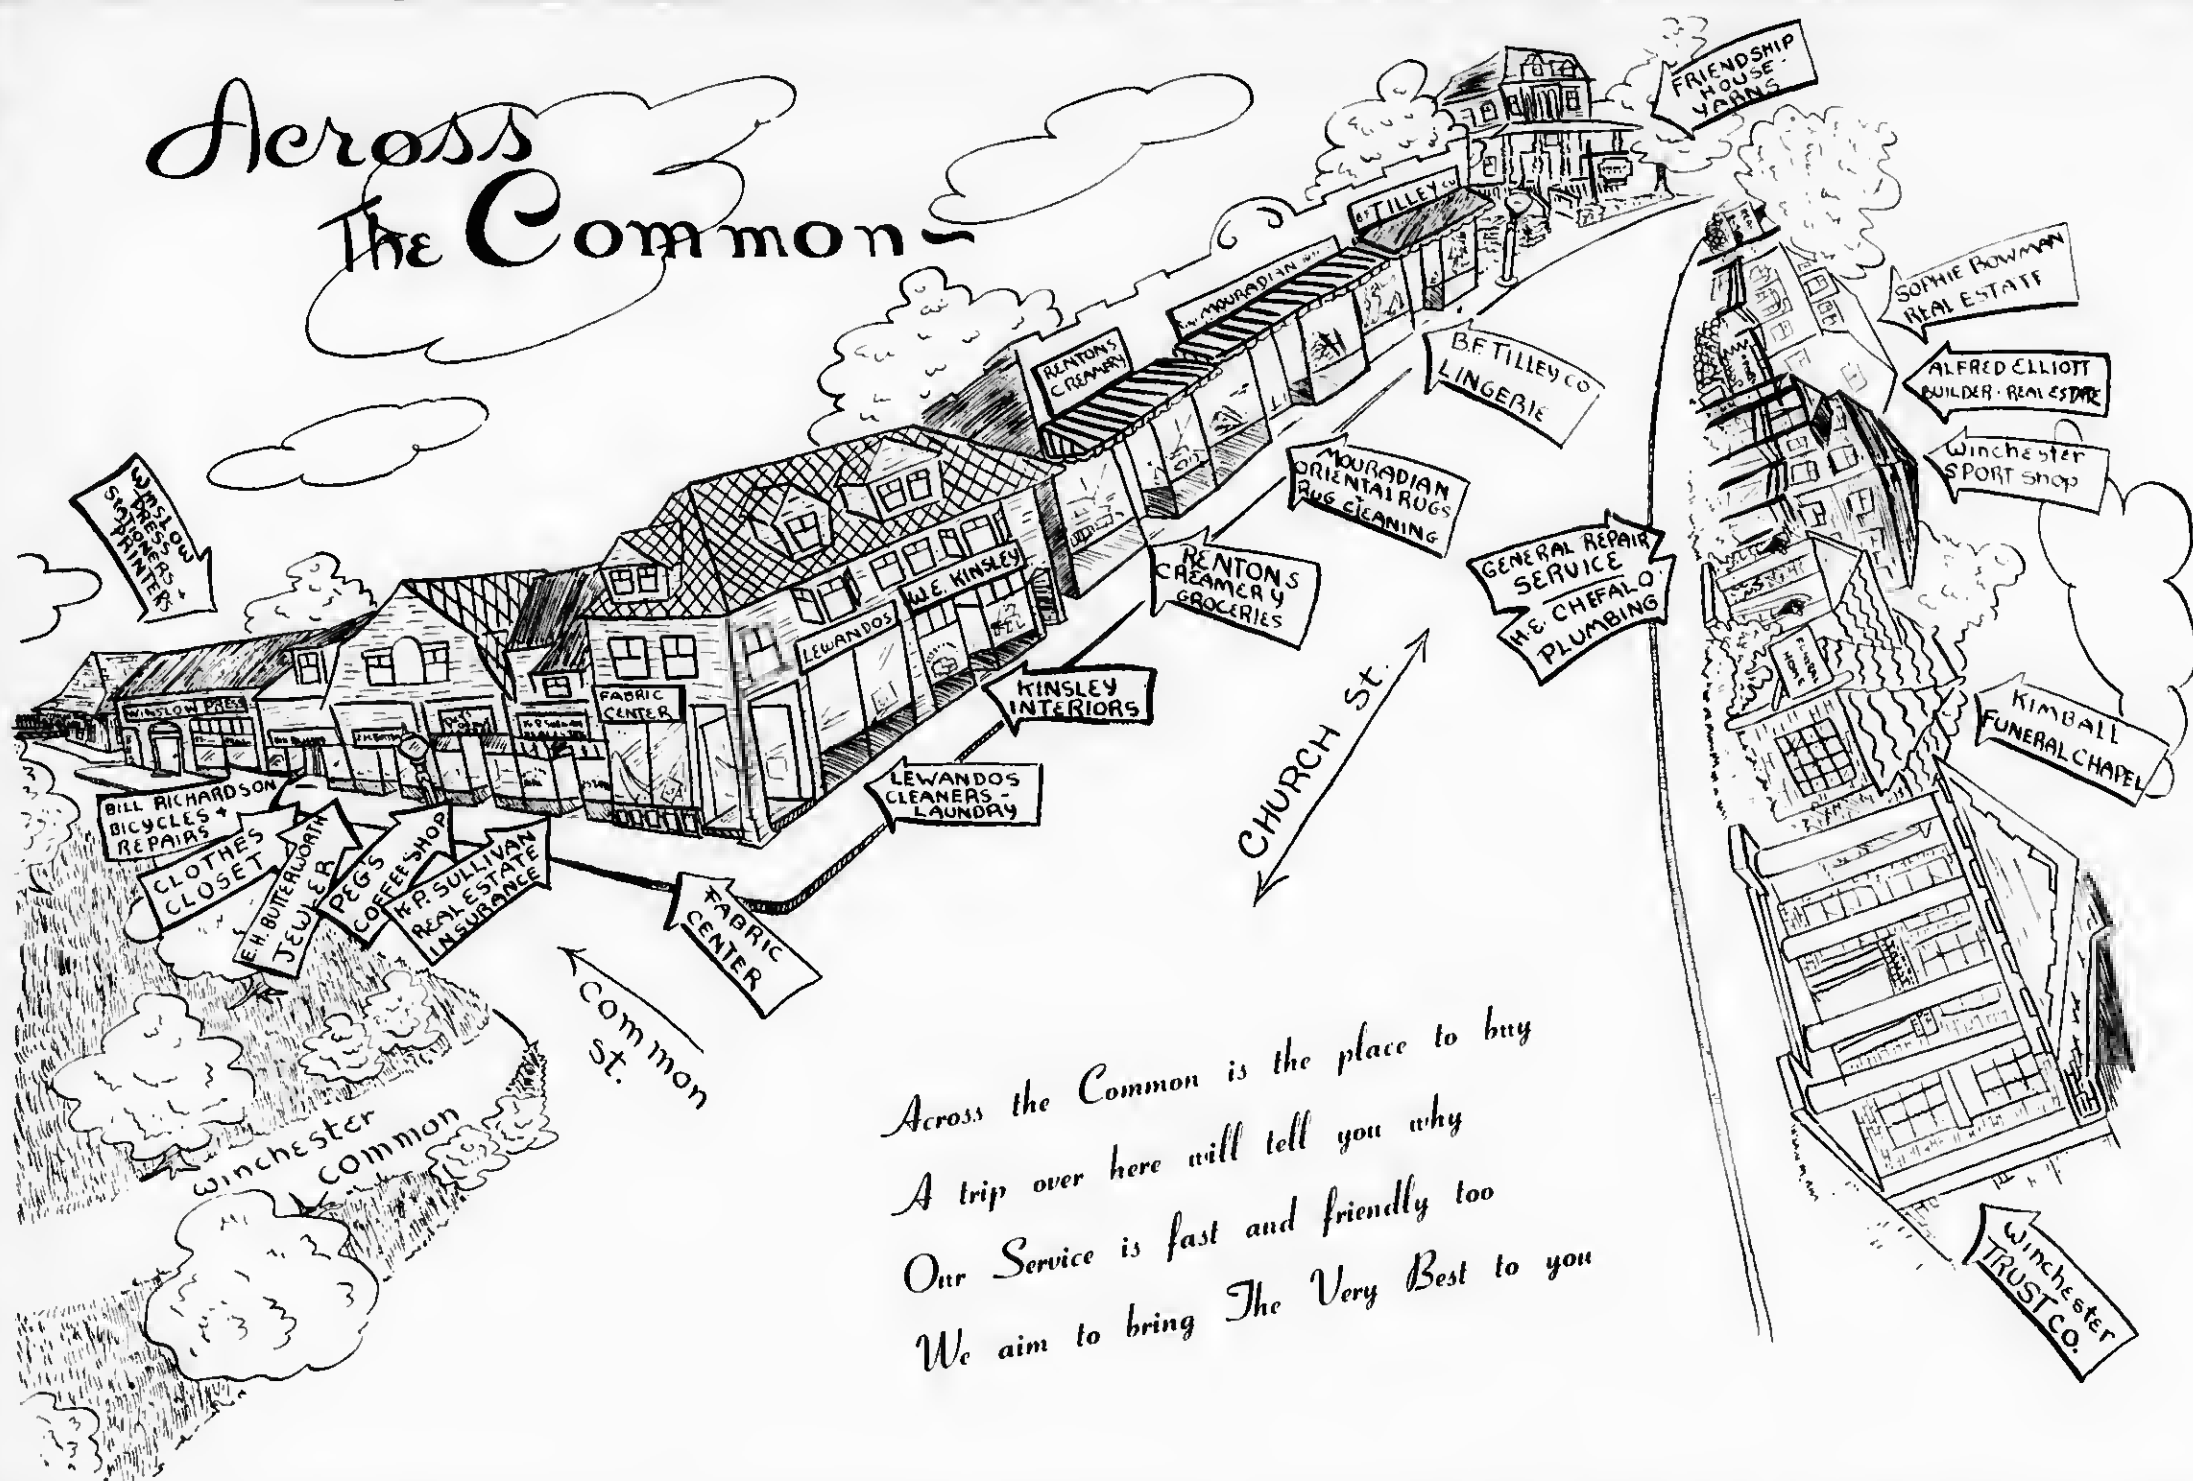 Across
The Common—
FRIENDSHIP
HOUSE -
YARNS
B.F. TILLEY CO
MOURADIAN
RENTONS
CREAMERY
SOPHIE BOWMAN
REAL ESTATE
B.F. TILLEY CO
LINGERIE
ALFRED ELLIOTT
BUILDER · REAL ESTATE
Winchester
SPORT SHOP
MOURADIAN
ORIENTAL RUGS
+
RUG CLEANING
WINSLOW
PRESS
STATIONERS +
PRINTERS
RENTONS
CREAMERY
GROCERIES
GENERAL REPAIR
SERVICE
H.E. CHEFALO
PLUMBING
W.E. KINSLEY
LEWANDOS
FABRIC
CENTER
WINSLOW PRESS
FUNERAL
HOME
KINSLEY
INTERIORS
KIMBALL
FUNERAL CHAPEL
LEWANDOS
CLEANERS -
LAUNDRY
CHURCH St.
BILL RICHARDSON
BICYCLES +
REPAIRS
CLOTHES
CLOSET
E.H. BUTTERWORTH
JEWLER
PEG'S
COFFEE SHOP
K.P. SULLIVAN
REAL ESTATE
INSURANCE
FABRIC
CENTER
COMMON
St.
Winchester
Common
Across the Common is the place to buy
A trip over here will tell you why
Our Service is fast and friendly too
We aim to bring The Very Best to you
Winchester
TRUST CO.